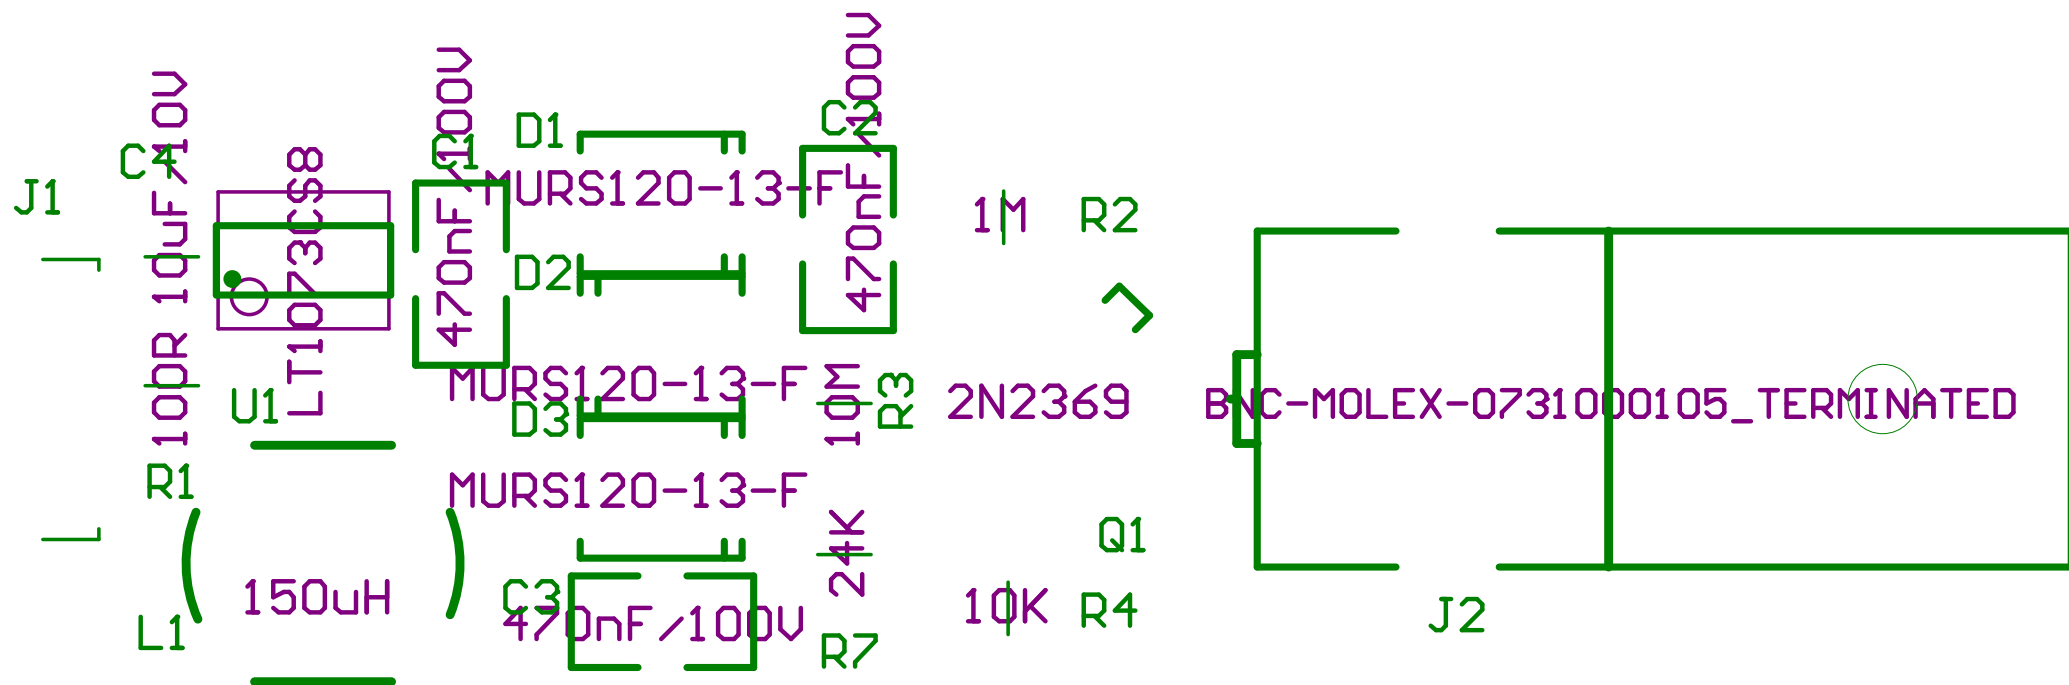 J1
C4
10uF/10V
100R
LT1073CS8
U1
R1
L1
150uH
C1
470nF/100V
D1
MURS120-13-F
D2
MURS120-13-F
D3
MURS120-13-F
C3
470nF/100V
C2
470nF/100V
10M
R3
24K
R7
1M
R2
2N2369
Q1
10K
R4
BNC-MOLEX-0731000105_TERMINATED
J2